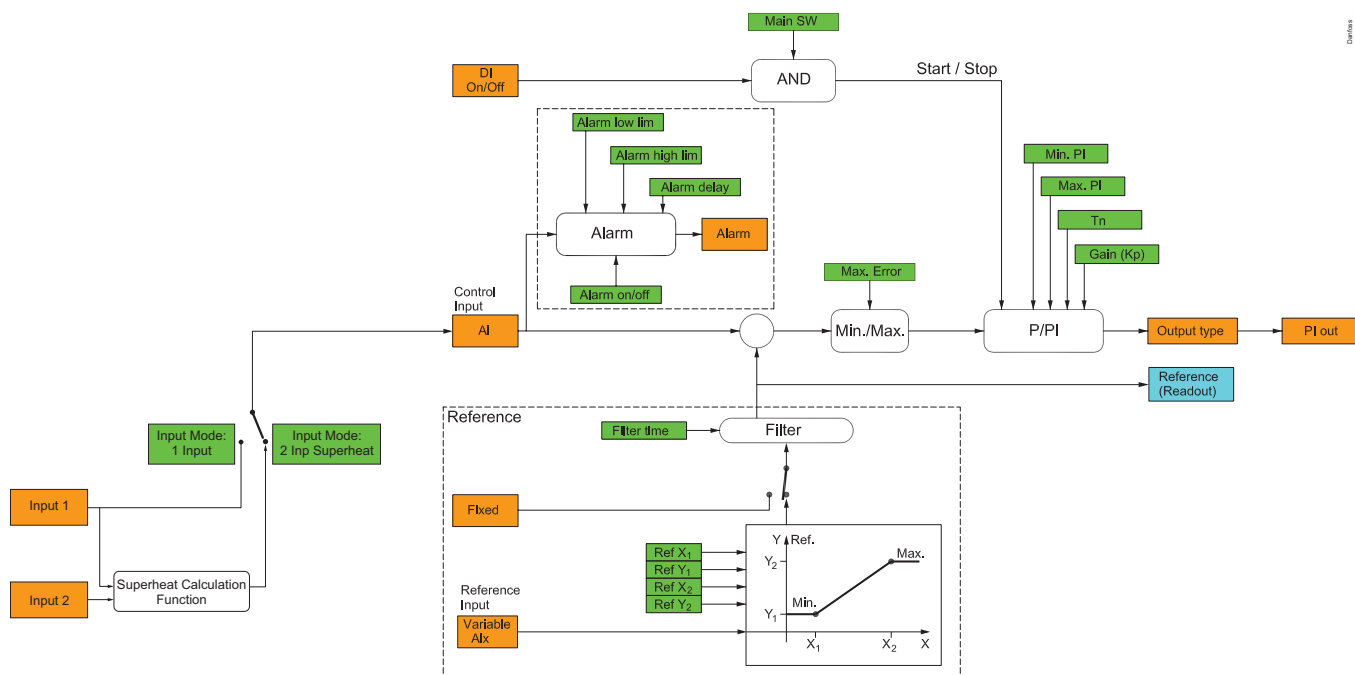 Main SW
Danfoss
DI
On/Off
AND
Start / Stop
Alarm low lim
Alarm high lim
Alarm delay
Alarm
Alarm
Alarm on/off
Min. PI
Max. PI
Tn
Gain (Kp)
Max. Error
Control
Input
AI
Min./Max.
P/PI
Output type
PI out
Reference
(Readout)
Reference
Filter time
Filter
Input Mode:
1 Input
Input Mode:
2 Inp Superheat
Input 1
Fixed
Input 2
Superheat Calculation
Function
Ref X₁
Ref Y₁
Ref X₂
Ref Y₂
Reference
Input
Variable
AIx
Y Ref.
Y₂
Max.
Y₁
Min.
X₁
X₂
X